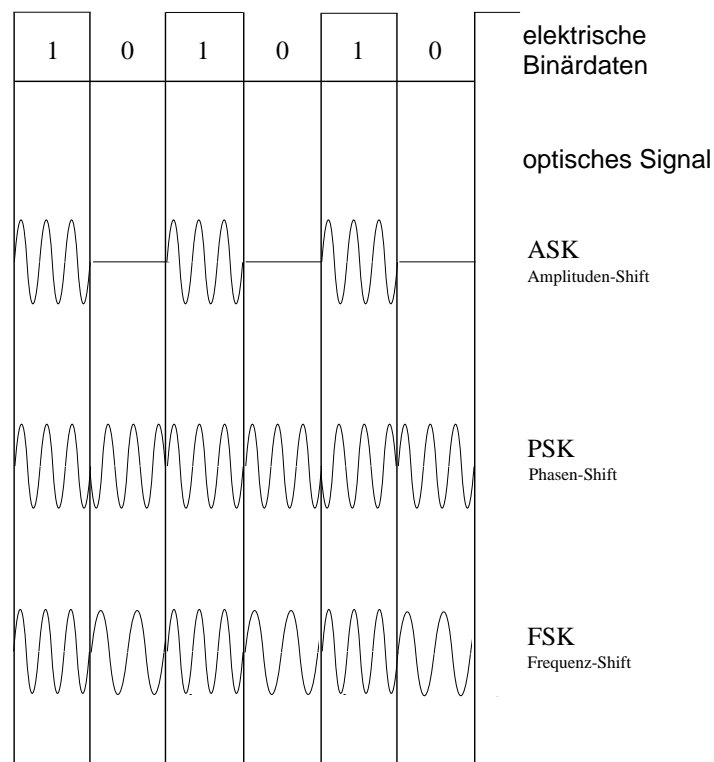 1 0 1 0 1 0
elektrische
Binärdaten
optisches Signal
ASK
Amplituden-Shift
PSK
Phasen-Shift
FSK
Frequenz-Shift